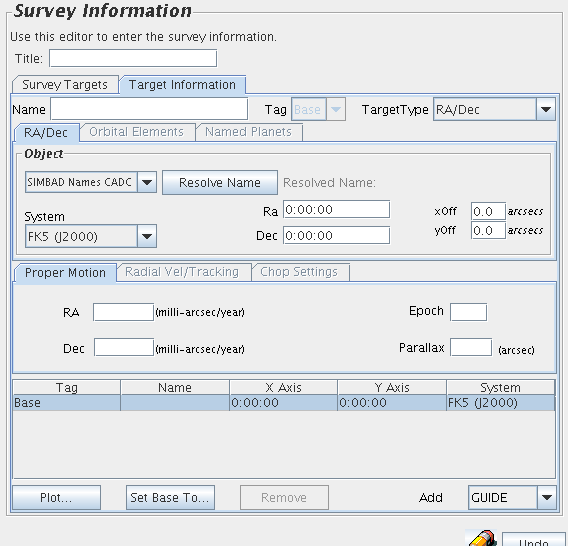 Survey Information
Use this editor to enter the survey information.
Title:
Survey Targets Target Information
Name Tag Base TargetType RA/Dec
RA/Dec Orbital Elements Named Planets
Object
SIMBAD Names CADC Resolve Name Resolved Name:
Ra 0:00:00 xOff 0.0 arcsecs
System
FK5 (J2000) Dec 0:00:00 yOff 0.0 arcsecs
Proper Motion Radial Vel/Tracking Chop Settings
RA (milli-arcsec/year) Epoch
Dec (milli-arcsec/year) Parallax (arcsec)
Tag Name X Axis Y Axis System
Base 0:00:00 0:00:00 FK5 (J2000)
Plot... Set Base To... Remove Add GUIDE
Undo